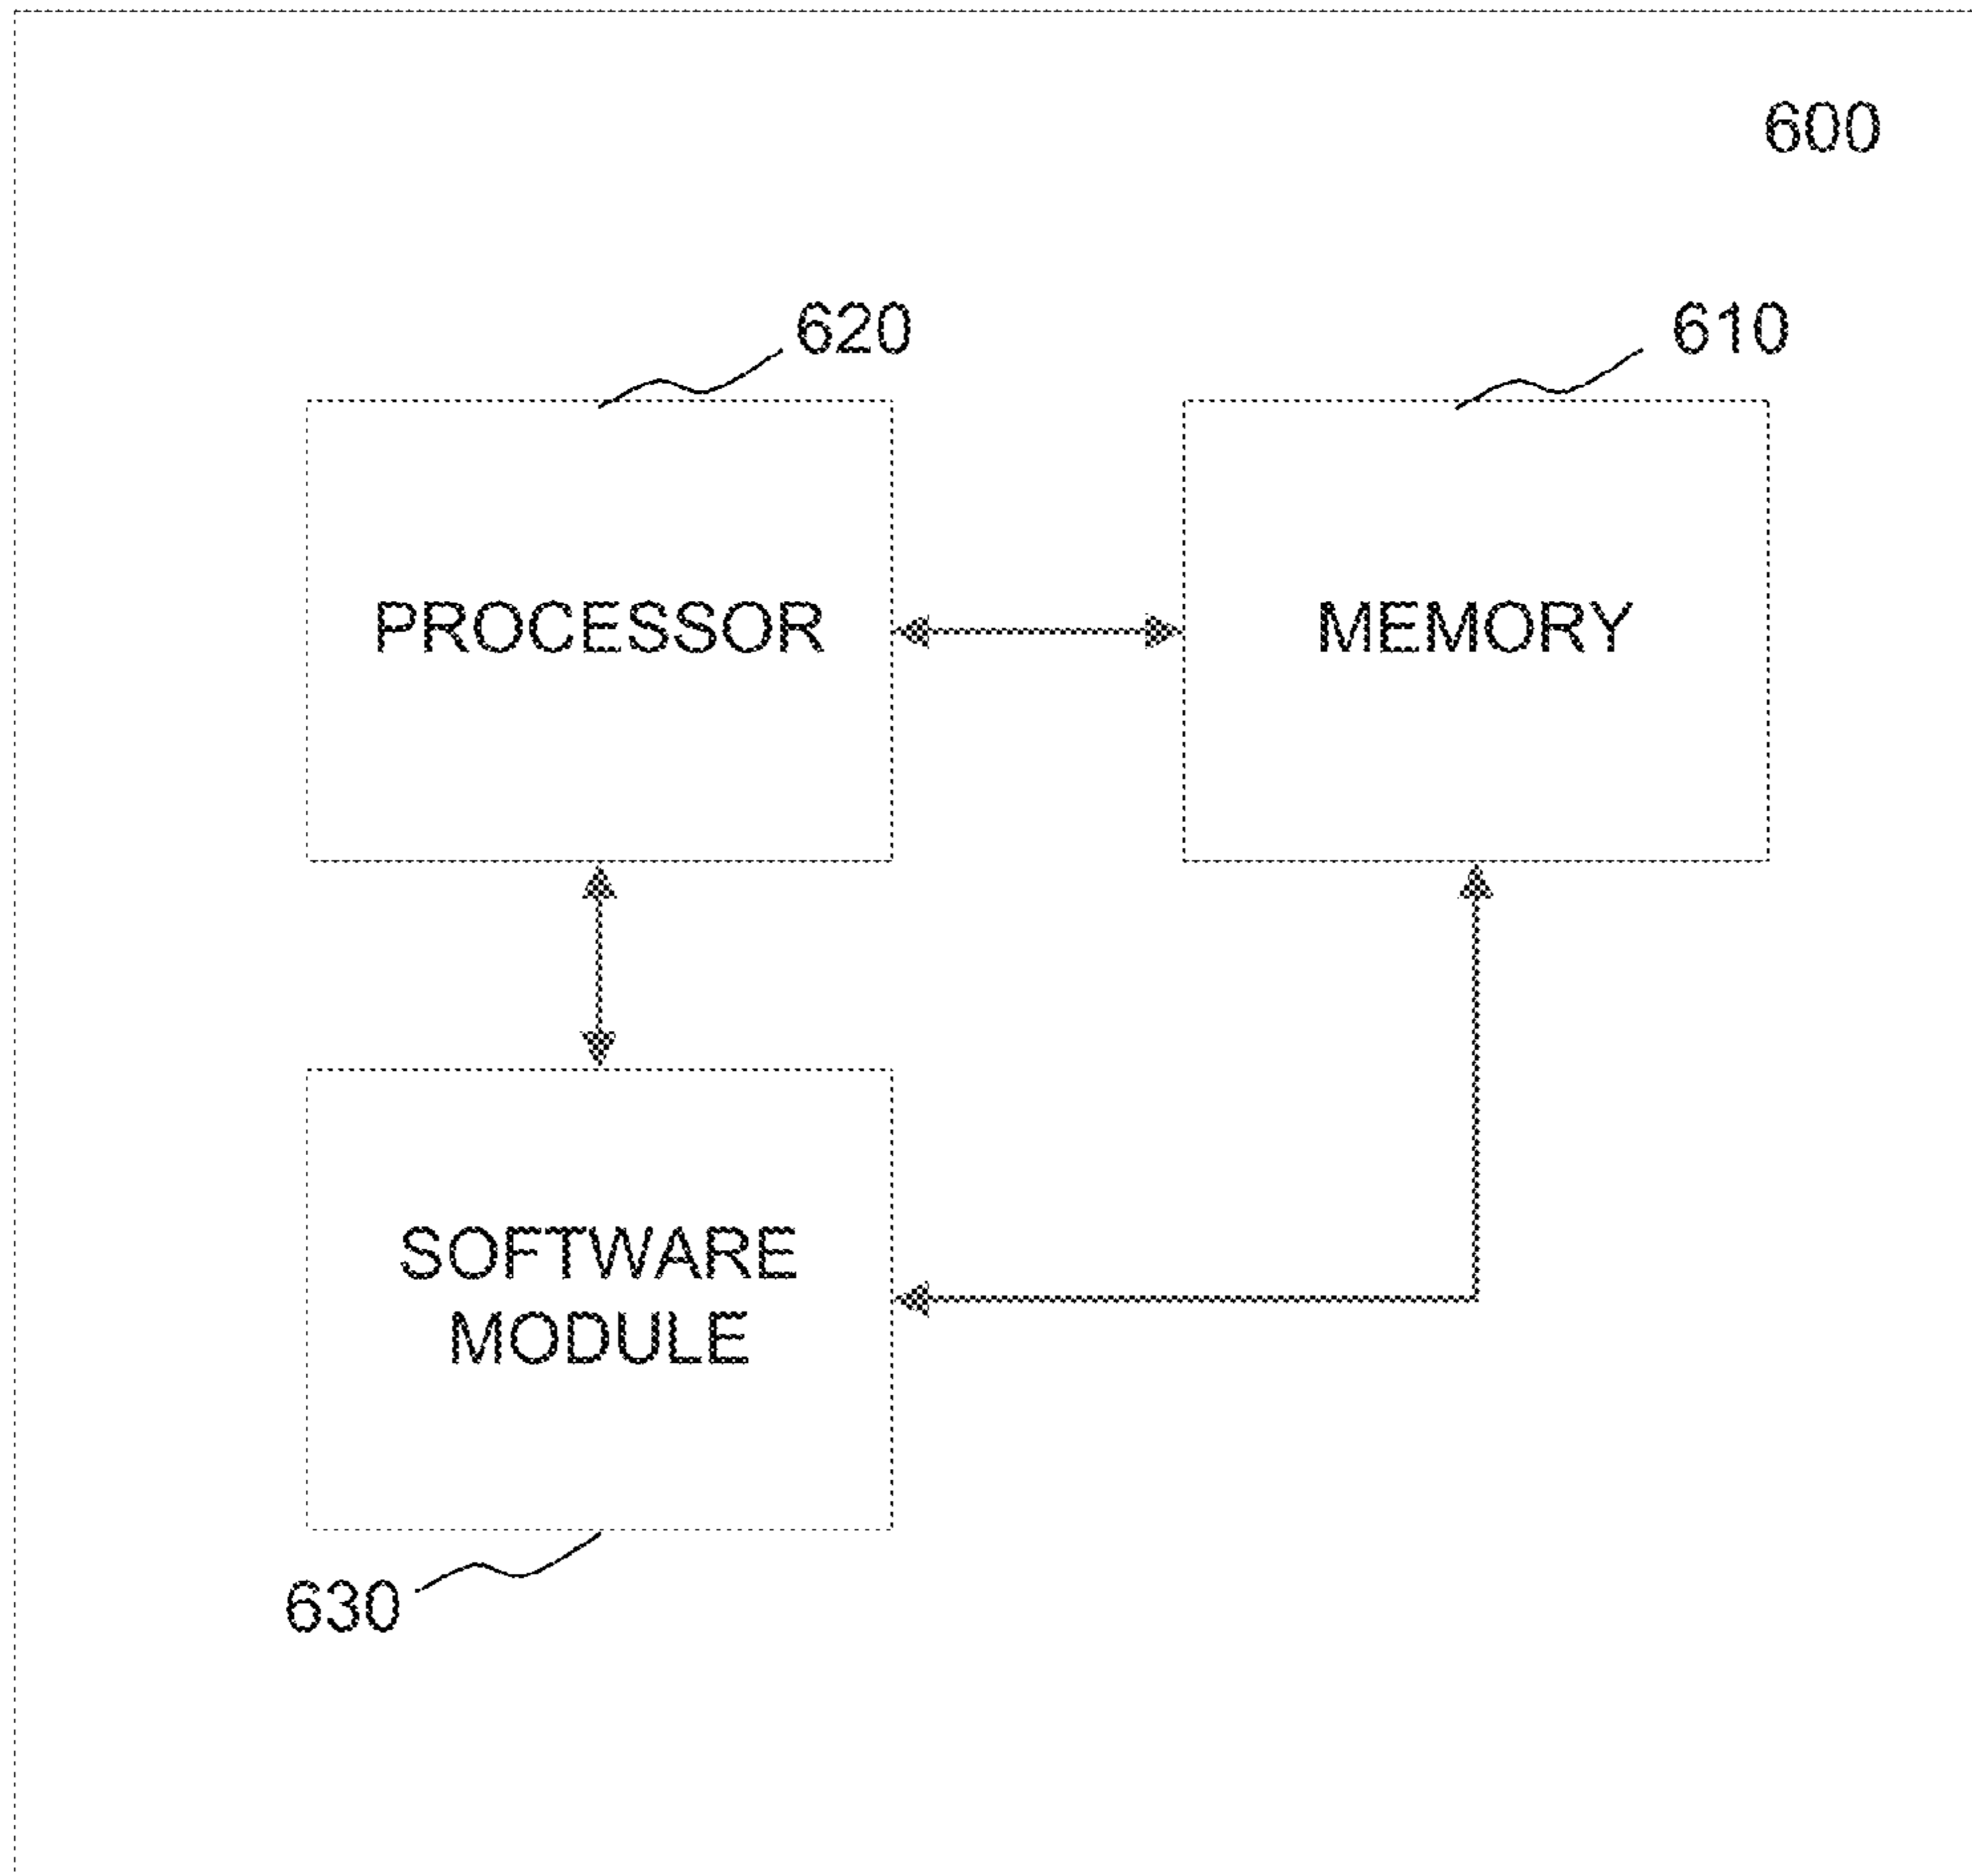 600
620
610
PROCESSOR
MEMORY
SOFTWARE
MODULE
630